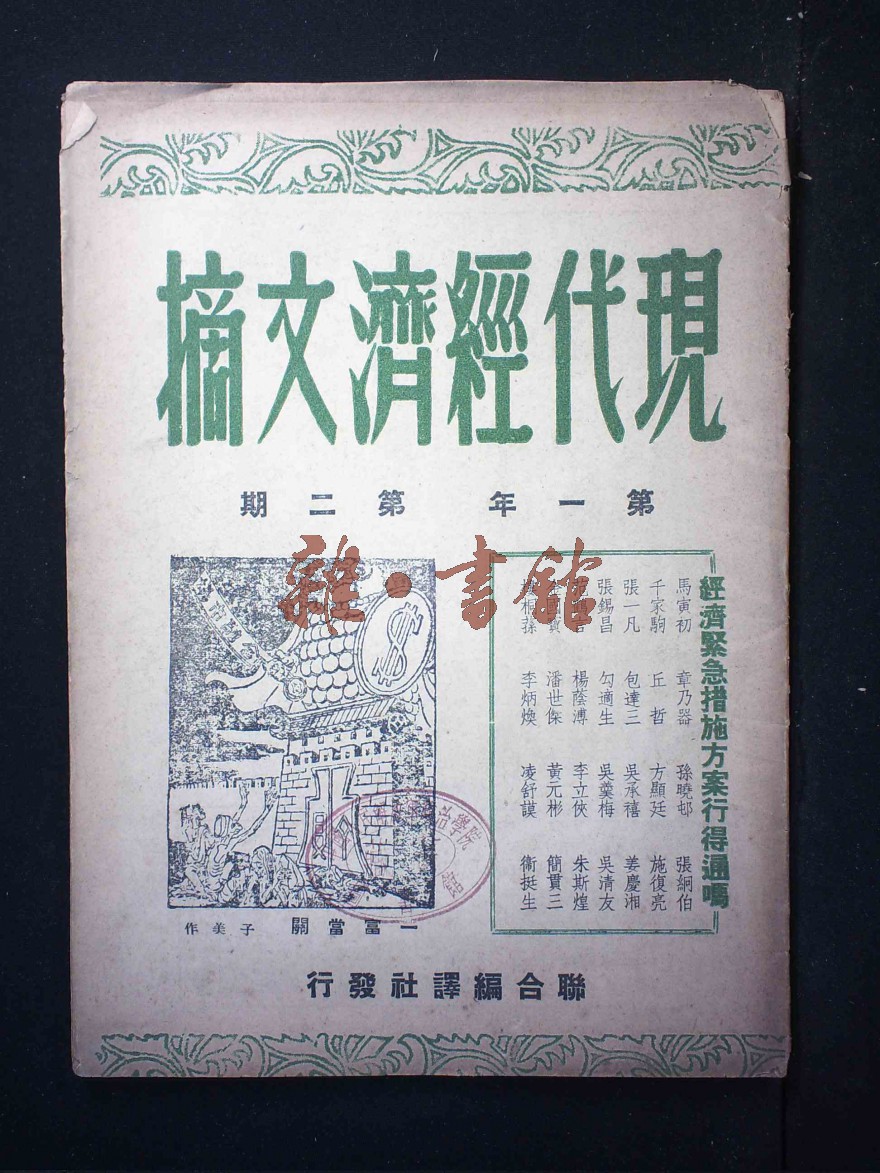 現代經濟文摘
第一年 第二期
經濟緊急措施方案行得通嗎
馬寅初 章乃器 孫曉邨 張絅伯
千家駒 丘哲 方顯廷 施復亮
張一凡 包達三 吳承禧 姜慶湘
張錫昌 勾適生 吳羹梅 吳清友
楊蔭溥 李立俠 朱斯煌
潘世傑 黃元彬 簡貫三
李炳煥 凌舒謨 衞挺生
一富當關 子美作
聯合編譯社發行
雜·書館